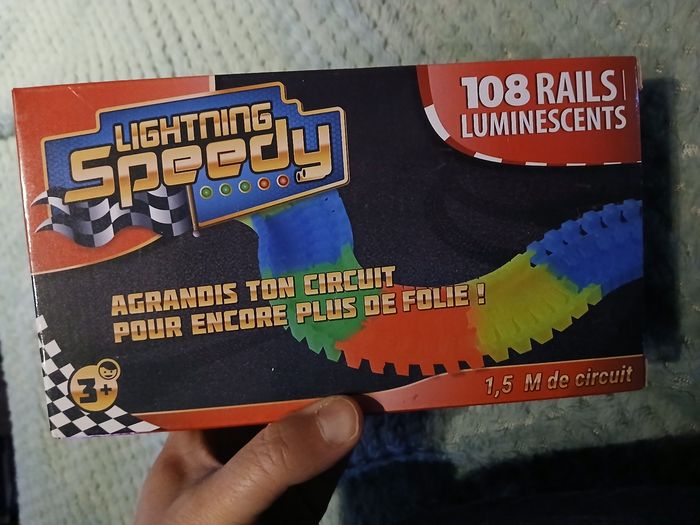 LIGHTNING
Speedy
108 RAILS
LUMINESCENTS
AGRANDIS TON CIRCUIT
POUR ENCORE PLUS DE FOLIE !
3+
1,5 M de circuit